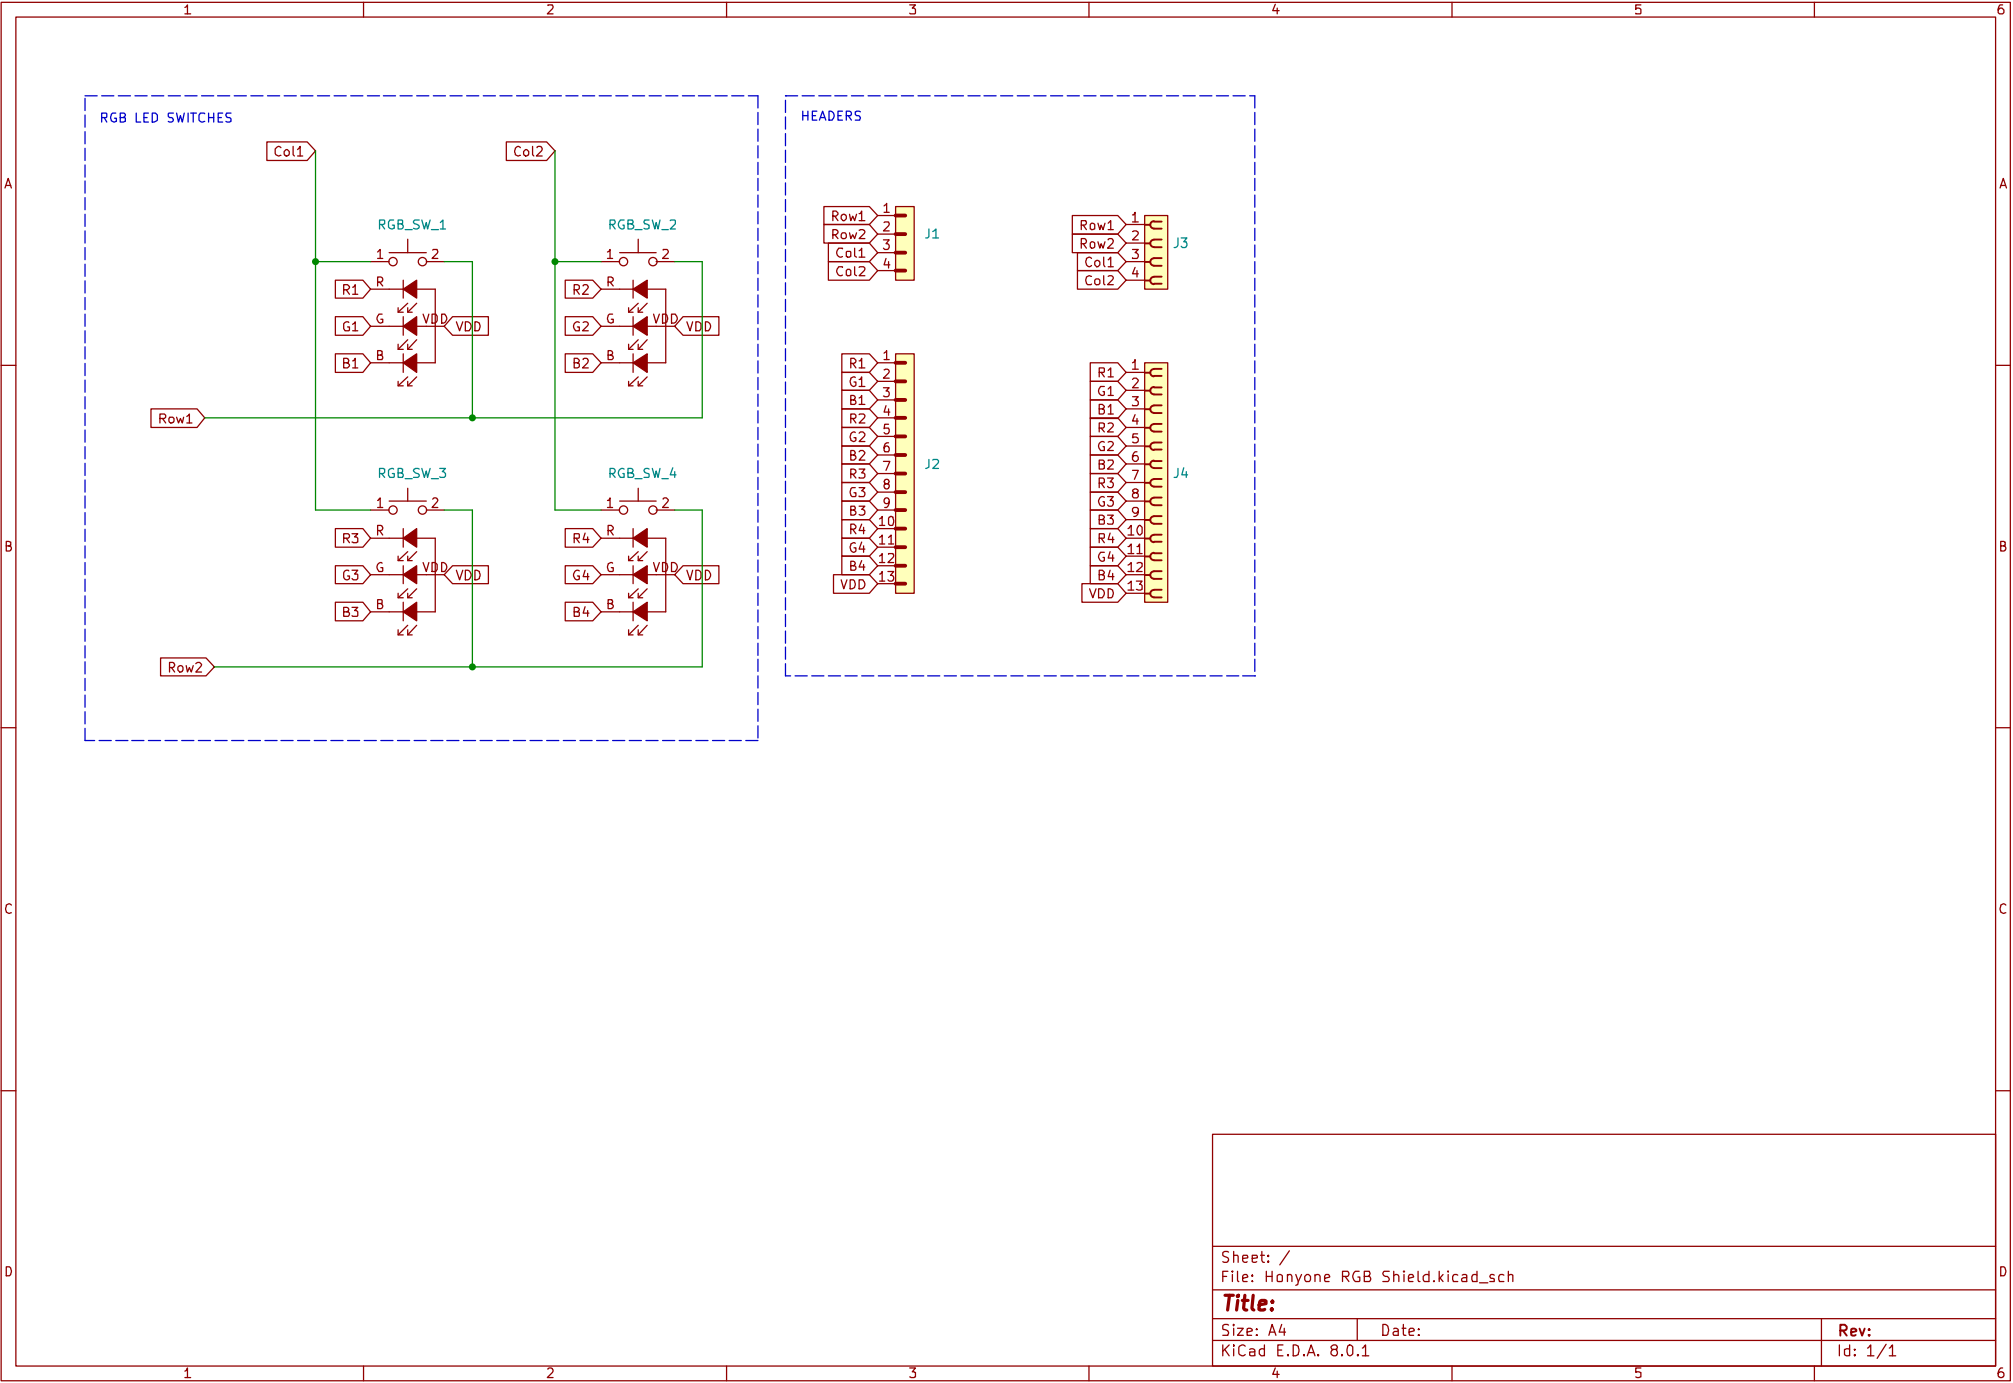 1 2 3 4 5 6
RGB LED SWITCHES
HEADERS
Col1 Col2
A A
Row1 1
Row2 2
Col1 3
Col2 4
J1
Row1 1
Row2 2
Col1 3
Col2 4
J3
RGB_SW_1
1 2
R1 R
G1 G VDD VDD
B1 B
RGB_SW_2
1 2
R2 R
G2 G VDD VDD
B2 B
Row1
R1 1
G1 2
B1 3
R2 4
G2 5
B2 6
R3 7
G3 8
B3 9
R4 10
G4 11
B4 12
VDD 13
J2
R1 1
G1 2
B1 3
R2 4
G2 5
B2 6
R3 7
G3 8
B3 9
R4 10
G4 11
B4 12
VDD 13
J4
RGB_SW_3
1 2
R3 R
G3 G VDD VDD
B3 B
RGB_SW_4
1 2
R4 R
G4 G VDD VDD
B4 B
B B
Row2
C C
D D
Sheet: /
File: Honyone RGB Shield.kicad_sch
Title:
Size: A4 Date: Rev:
KiCad E.D.A. 8.0.1 Id: 1/1
1 2 3 4 5 6